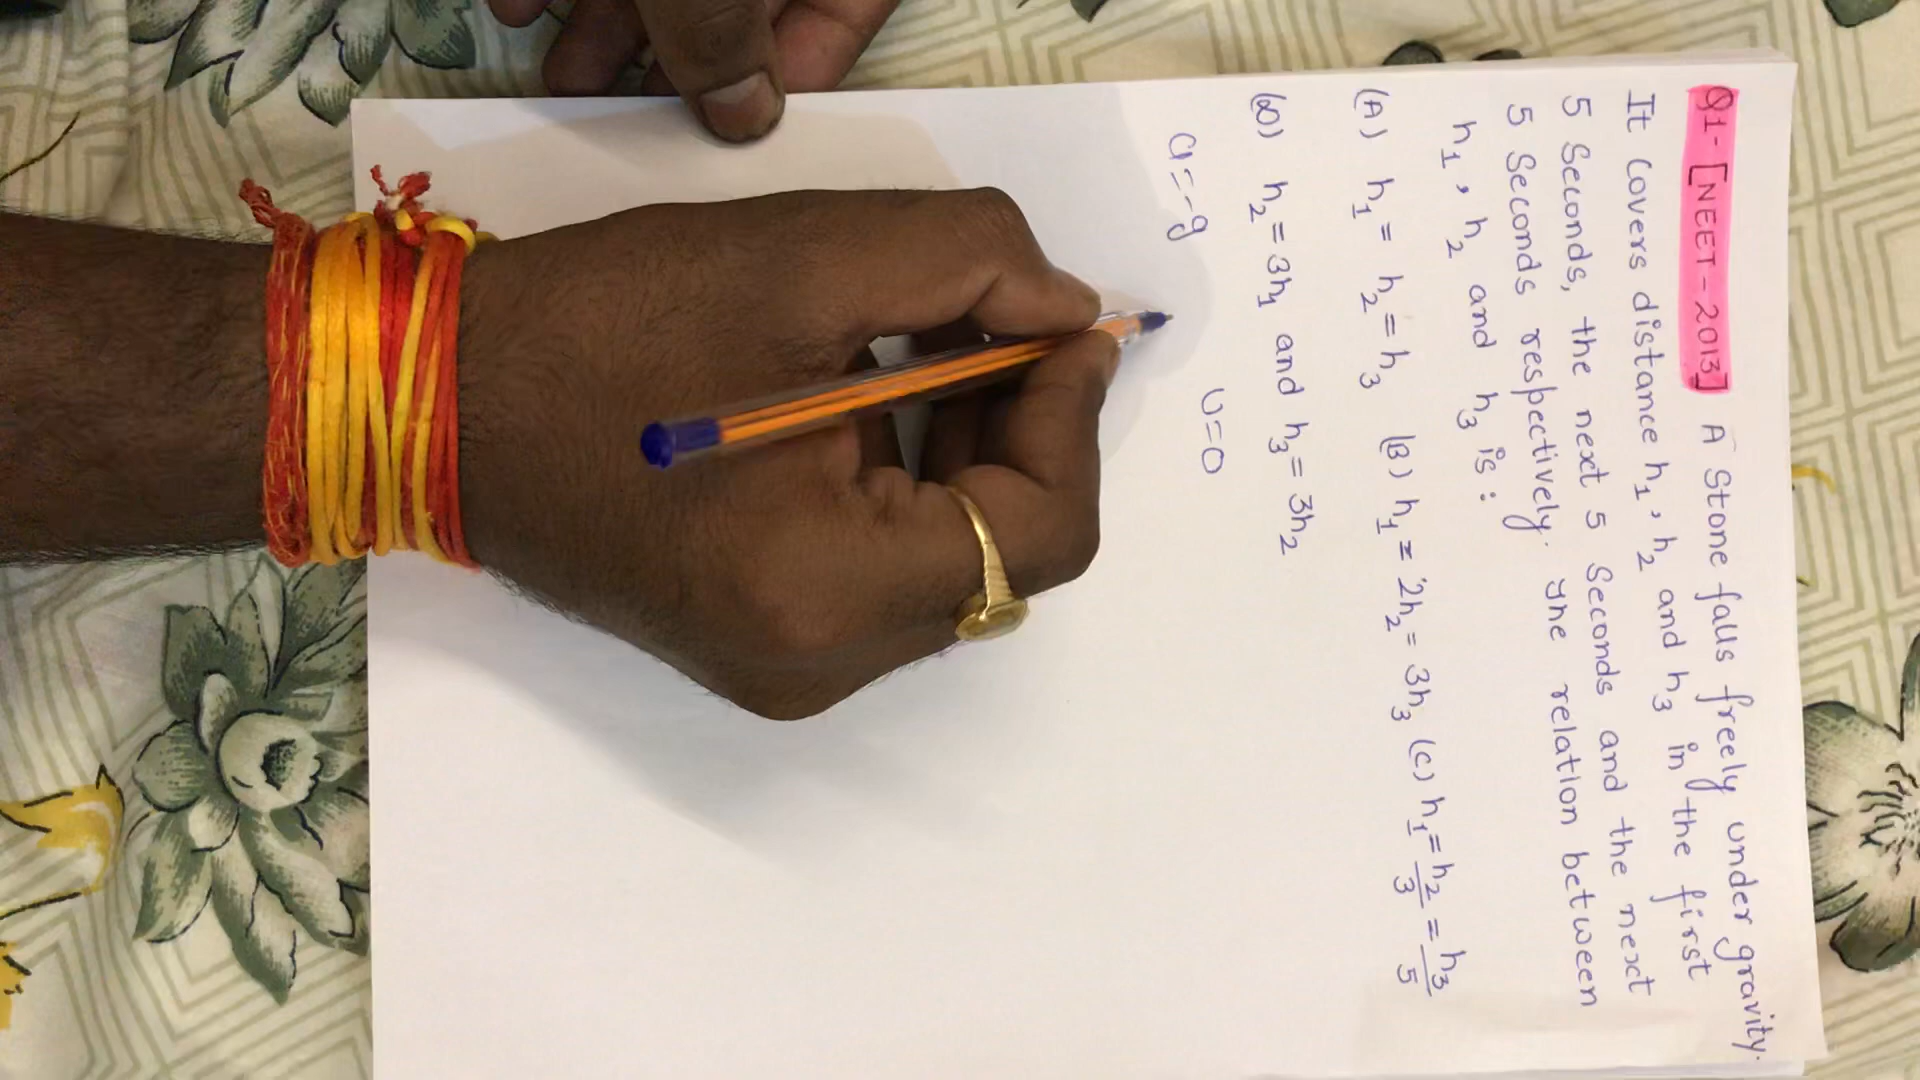 Q1- [NEET-2013] A Stone falls freely under gravity.
It covers distance h1, h2 and h3 in the first
5 Seconds, the next 5 Seconds and the next
5 Seconds respectively. The relation between
h1, h2 and h3 is:
(A) h1 = h2 = h3 (B) h1 = 2h2 = 3h3 (C) h1 = h2/3 = h3/5
(D) h2 = 3h1 and h3 = 3h2
a=-g u=0